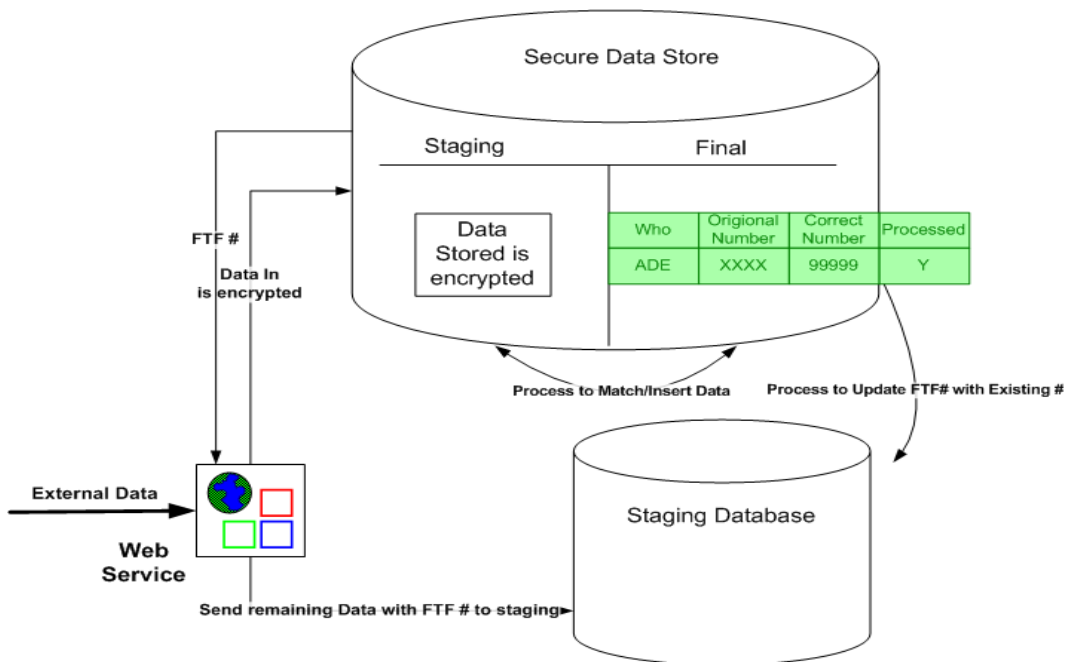 Secure Data Store
Staging
Final
Data
Stored is
encrypted
Who
Origional
Number
Correct
Number
Processed
ADE
XXXX
99999
Y
FTF #
Data In
is encrypted
Process to Match/Insert Data
Process to Update FTF# with Existing #
External Data
Web
Service
Staging Database
Send remaining Data with FTF # to staging